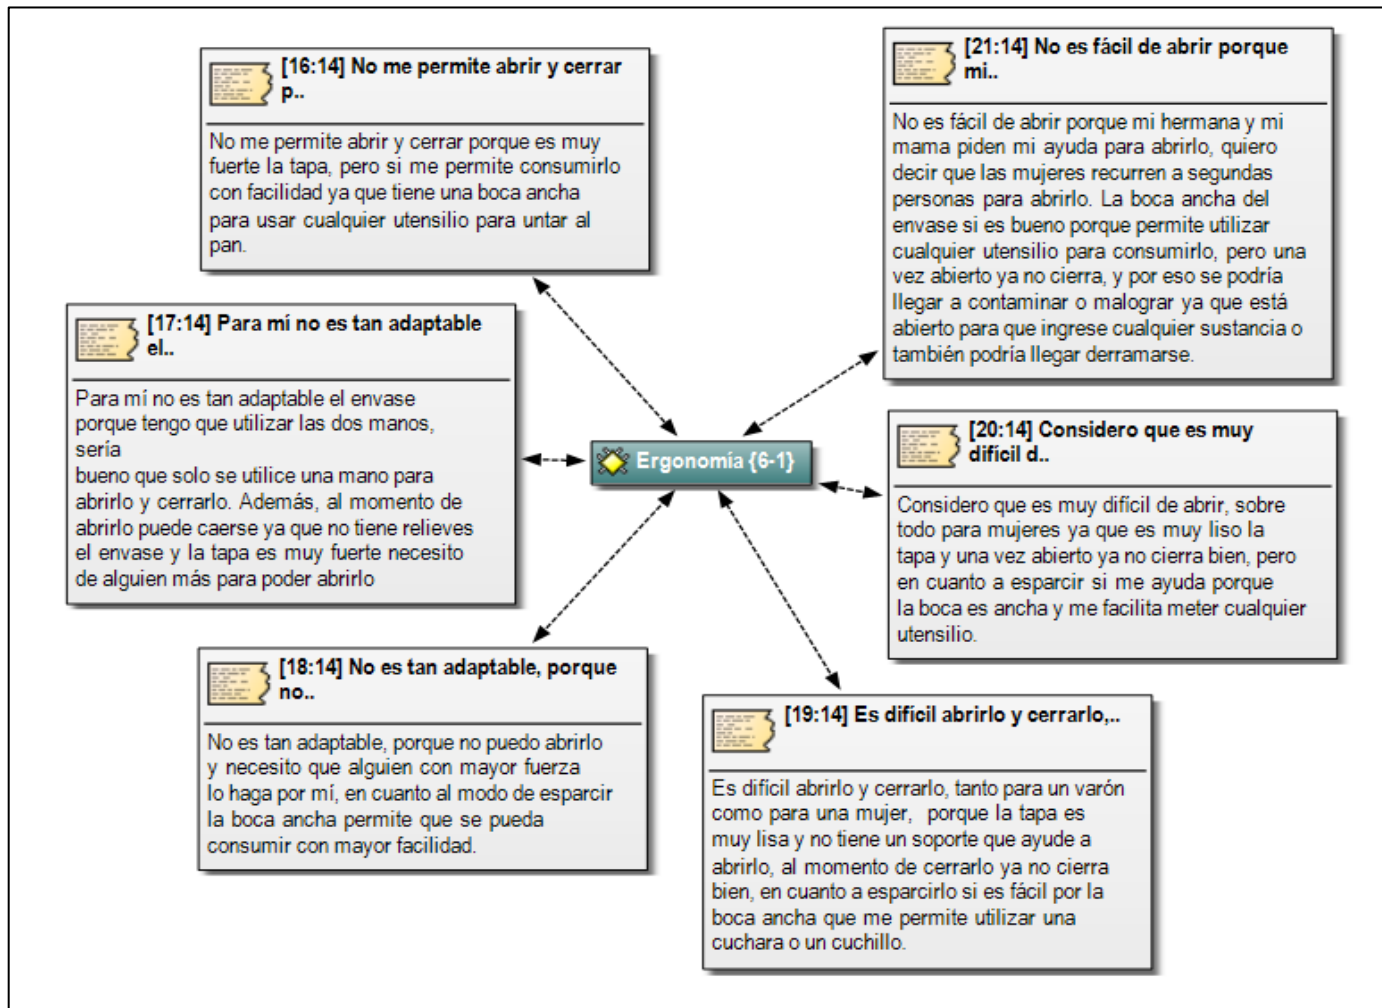 [16:14] No me permite abrir y cerrar
p..
No me permite abrir y cerrar porque es muy
fuerte la tapa, pero si me permite consumirlo
con facilidad ya que tiene una boca ancha
para usar cualquier utensilio para untar al
pan.
[21:14] No es fácil de abrir porque
mi..
No es fácil de abrir porque mi hermana y mi
mama piden mi ayuda para abrirlo, quiero
decir que las mujeres recurren a segundas
personas para abrirlo. La boca ancha del
envase si es bueno porque permite utilizar
cualquier utensilio para consumirlo, pero una
vez abierto ya no cierra, y por eso se podría
llegar a contaminar o malograr ya que está
abierto para que ingrese cualquier sustancia o
también podría llegar derramarse.
[17:14] Para mí no es tan adaptable
el..
Para mí no es tan adaptable el envase
porque tengo que utilizar las dos manos,
sería
bueno que solo se utilice una mano para
abrirlo y cerrarlo. Además, al momento de
abrirlo puede caerse ya que no tiene relieves
el envase y la tapa es muy fuerte necesito
de alguien más para poder abrirlo
Ergonomía {6-1}
[20:14] Considero que es muy
difícil d..
Considero que es muy difícil de abrir, sobre
todo para mujeres ya que es muy liso la
tapa y una vez abierto ya no cierra bien, pero
en cuanto a esparcir si me ayuda porque
la boca es ancha y me facilita meter cualquier
utensilio.
[18:14] No es tan adaptable, porque
no..
No es tan adaptable, porque no puedo abrirlo
y necesito que alguien con mayor fuerza
lo haga por mí, en cuanto al modo de esparcir
la boca ancha permite que se pueda
consumir con mayor facilidad.
[19:14] Es difícil abrirlo y cerrarlo,..
Es difícil abrirlo y cerrarlo, tanto para un varón
como para una mujer, porque la tapa es
muy lisa y no tiene un soporte que ayude a
abrirlo, al momento de cerrarlo ya no cierra
bien, en cuanto a esparcirlo si es fácil por la
boca ancha que me permite utilizar una
cuchara o un cuchillo.